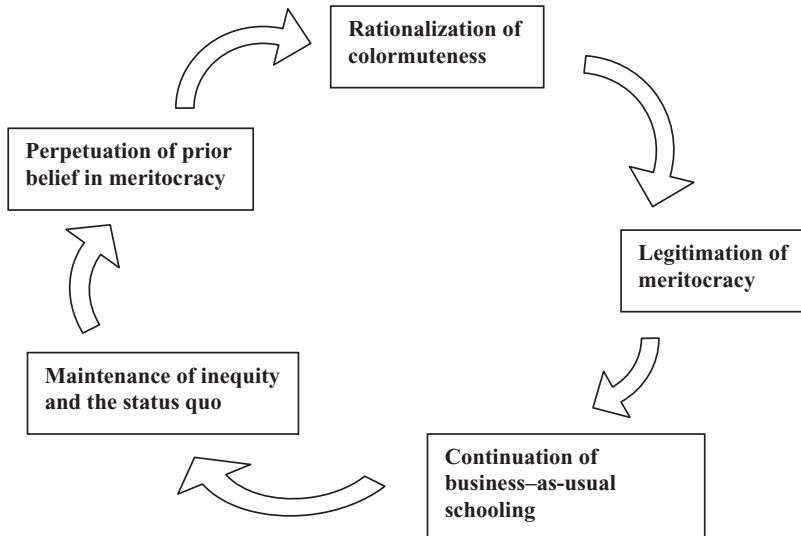 Rationalization of
colormuteness
Legitimation of
meritocracy
Continuation of
business–as-usual
schooling
Maintenance of inequity
and the status quo
Perpetuation of prior
belief in meritocracy